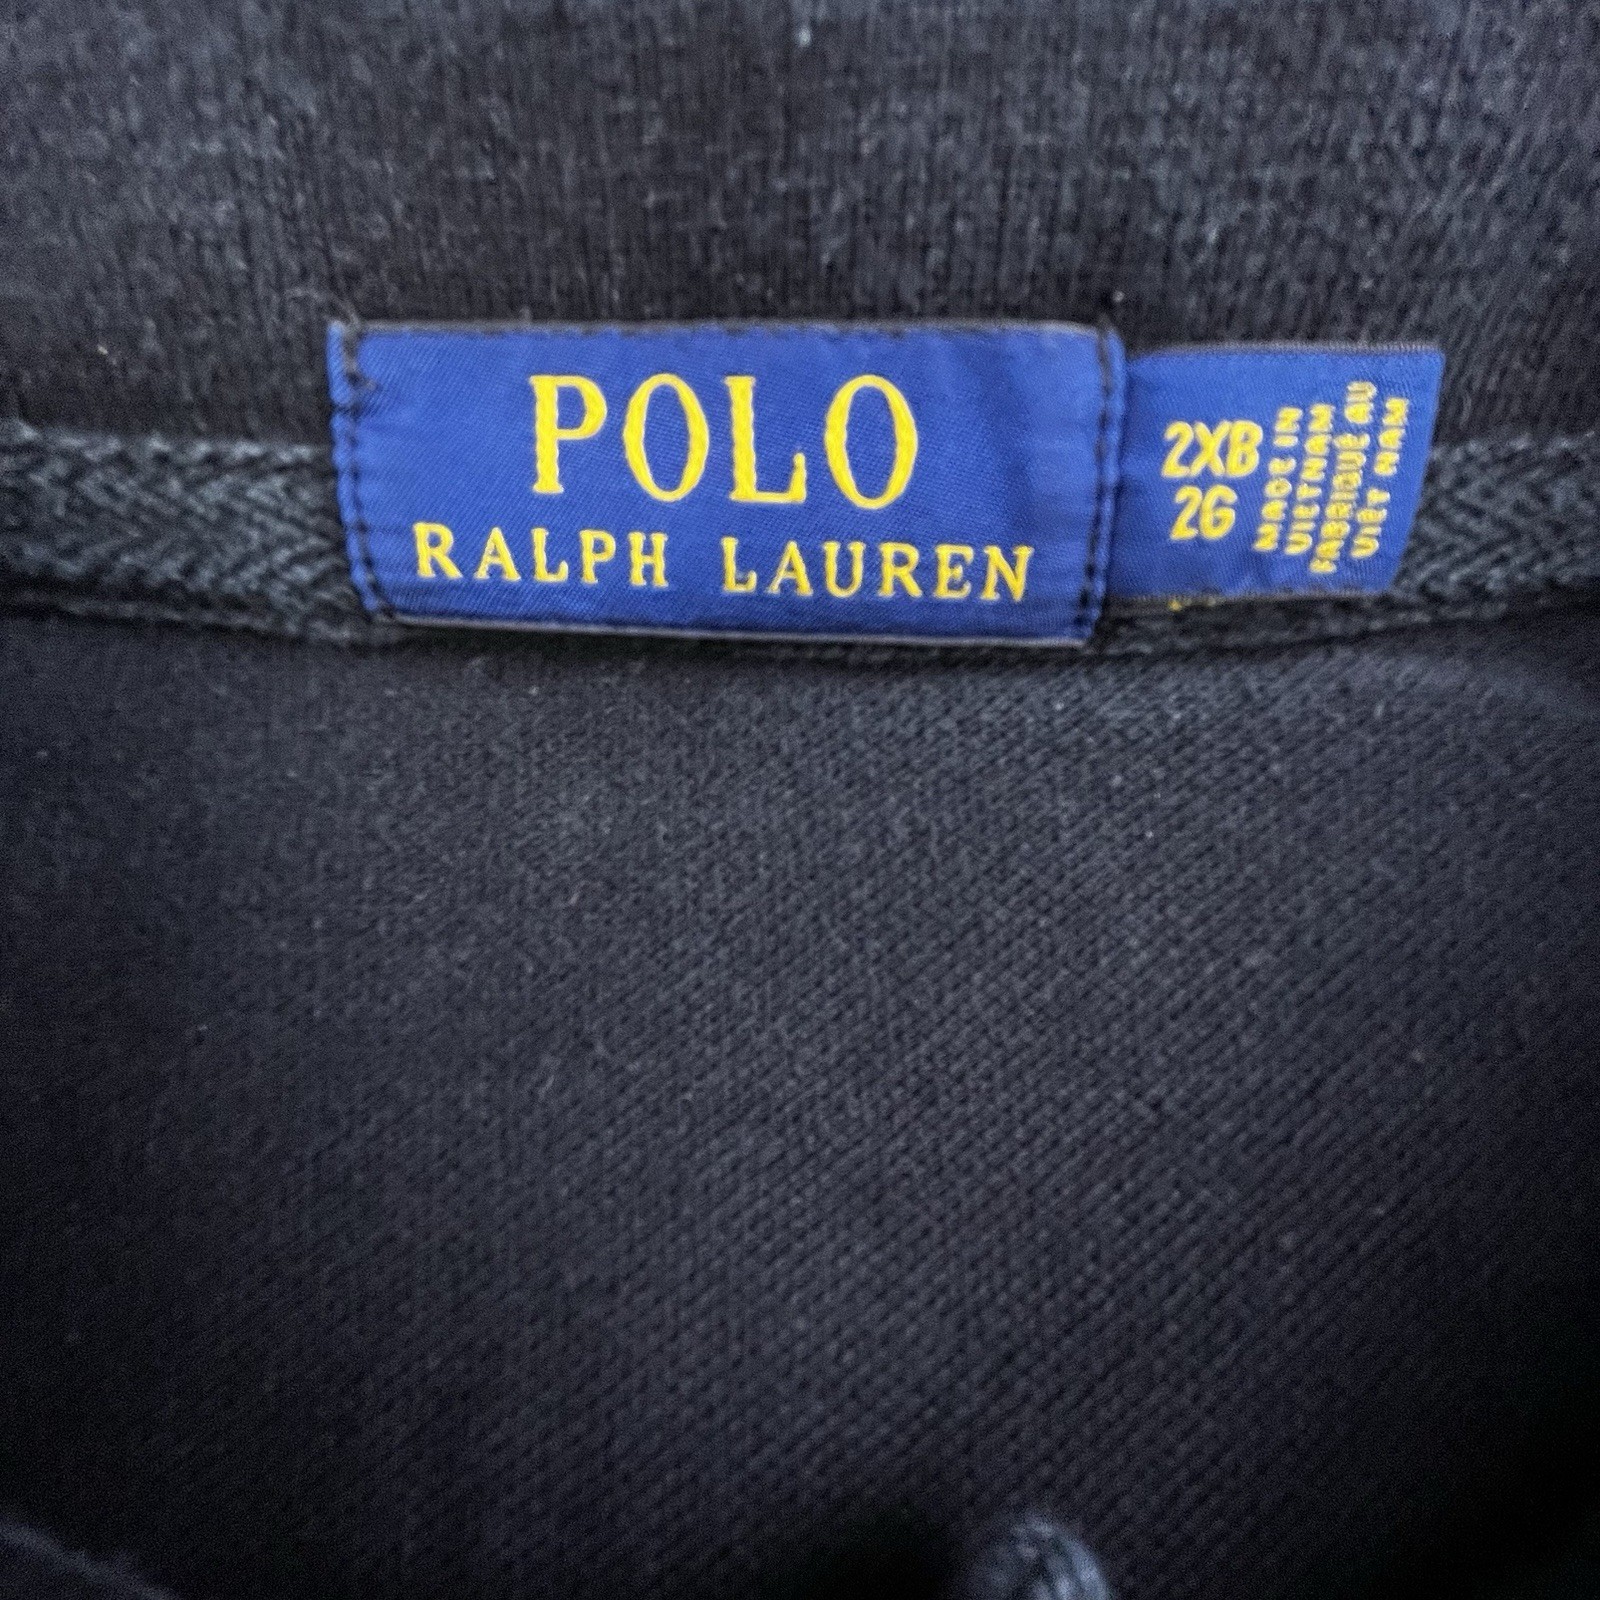 POLO
RALPH LAUREN
2XB
2G
MADE IN
VIETNAM
FABRIQUÉ AU
VIÊT NAM